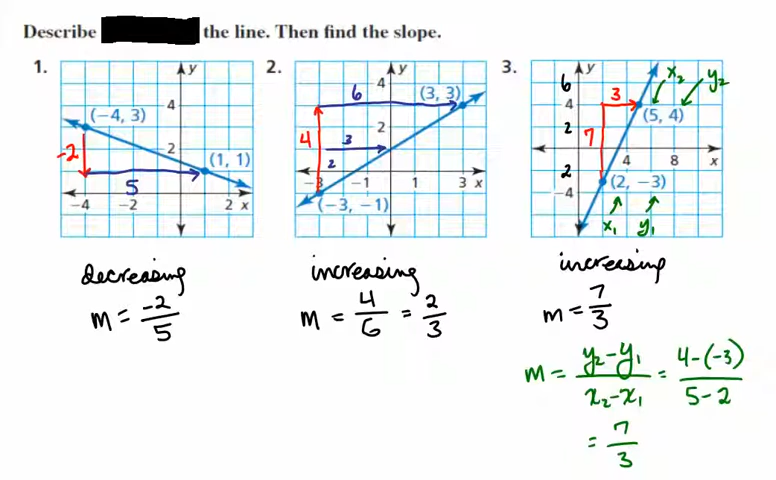 Describe the line. Then find the slope.
1. 2. 3.
y y y
(−4, 3) 4 −2 2 (1, 1) 5 −4 −2 2 x
4 6 (3, 3) 4 2 3 2 −3 −1 1 3 x (−3, −1)
6 4 2 2 −4 3 7 x₂ y₂ (5, 4) 4 8 x (2, −3) x₁ y₁
decreasing increasing increasing
m = -2/5 m = 4/6 = 2/3 m = 7/3
m = y₂-y₁/x₂-x₁ = 4-(-3)/5-2
= 7/3